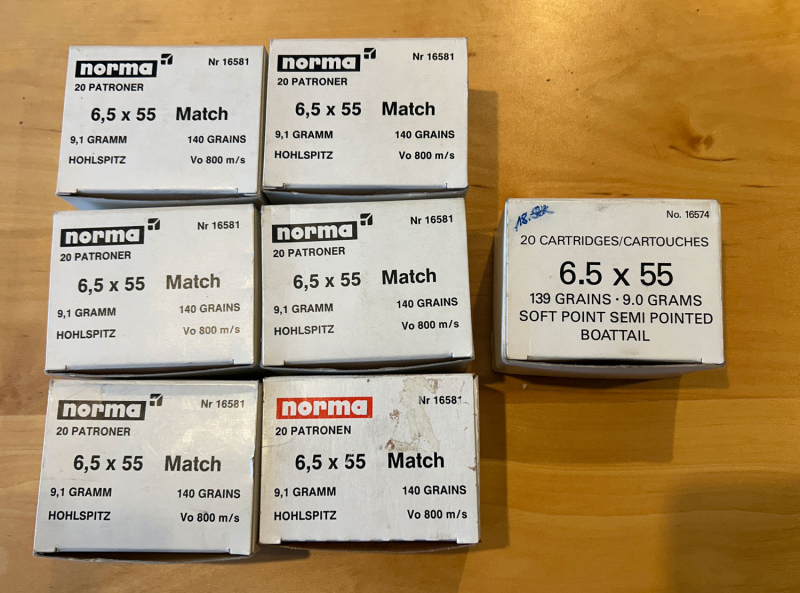 norma Nr 16581
20 PATRONER
6,5 x 55 Match
9,1 GRAMM 140 GRAINS
HOHLSPITZ Vo 800 m/s
norma Nr 16581
20 PATRONER
6,5 x 55 Match
9,1 GRAMM 140 GRAINS
HOHLSPITZ Vo 800 m/s
norma Nr 16581
20 PATRONER
6,5 x 55 Match
9,1 GRAMM 140 GRAINS
HOHLSPITZ Vo 800 m/s
norma Nr 16581
20 PATRONER
6,5 x 55 Match
9,1 GRAMM 140 GRAINS
HOHLSPITZ Vo 800 m/s
No. 16574
20 CARTRIDGES/CARTOUCHES
6.5 x 55
139 GRAINS · 9.0 GRAMS
SOFT POINT SEMI POINTED
BOATTAIL
norma Nr 16581
20 PATRONER
6,5 x 55 Match
9,1 GRAMM 140 GRAINS
HOHLSPITZ Vo 800 m/s
norma Nr 16581
20 PATRONEN
6,5 x 55 Match
9,1 GRAMM 140 GRAINS
HOHLSPITZ Vo 800 m/s